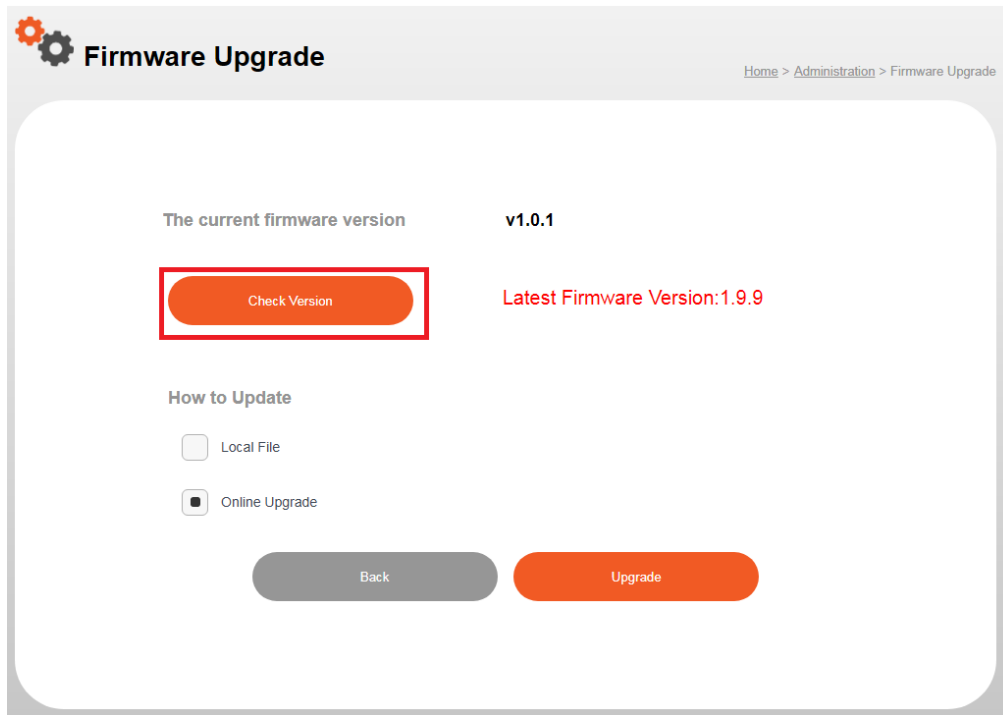 Firmware Upgrade
Home > Administration > Firmware Upgrade
The current firmware version v1.0.1
Check Version Latest Firmware Version:1.9.9
How to Update
Local File
Online Upgrade
Back Upgrade